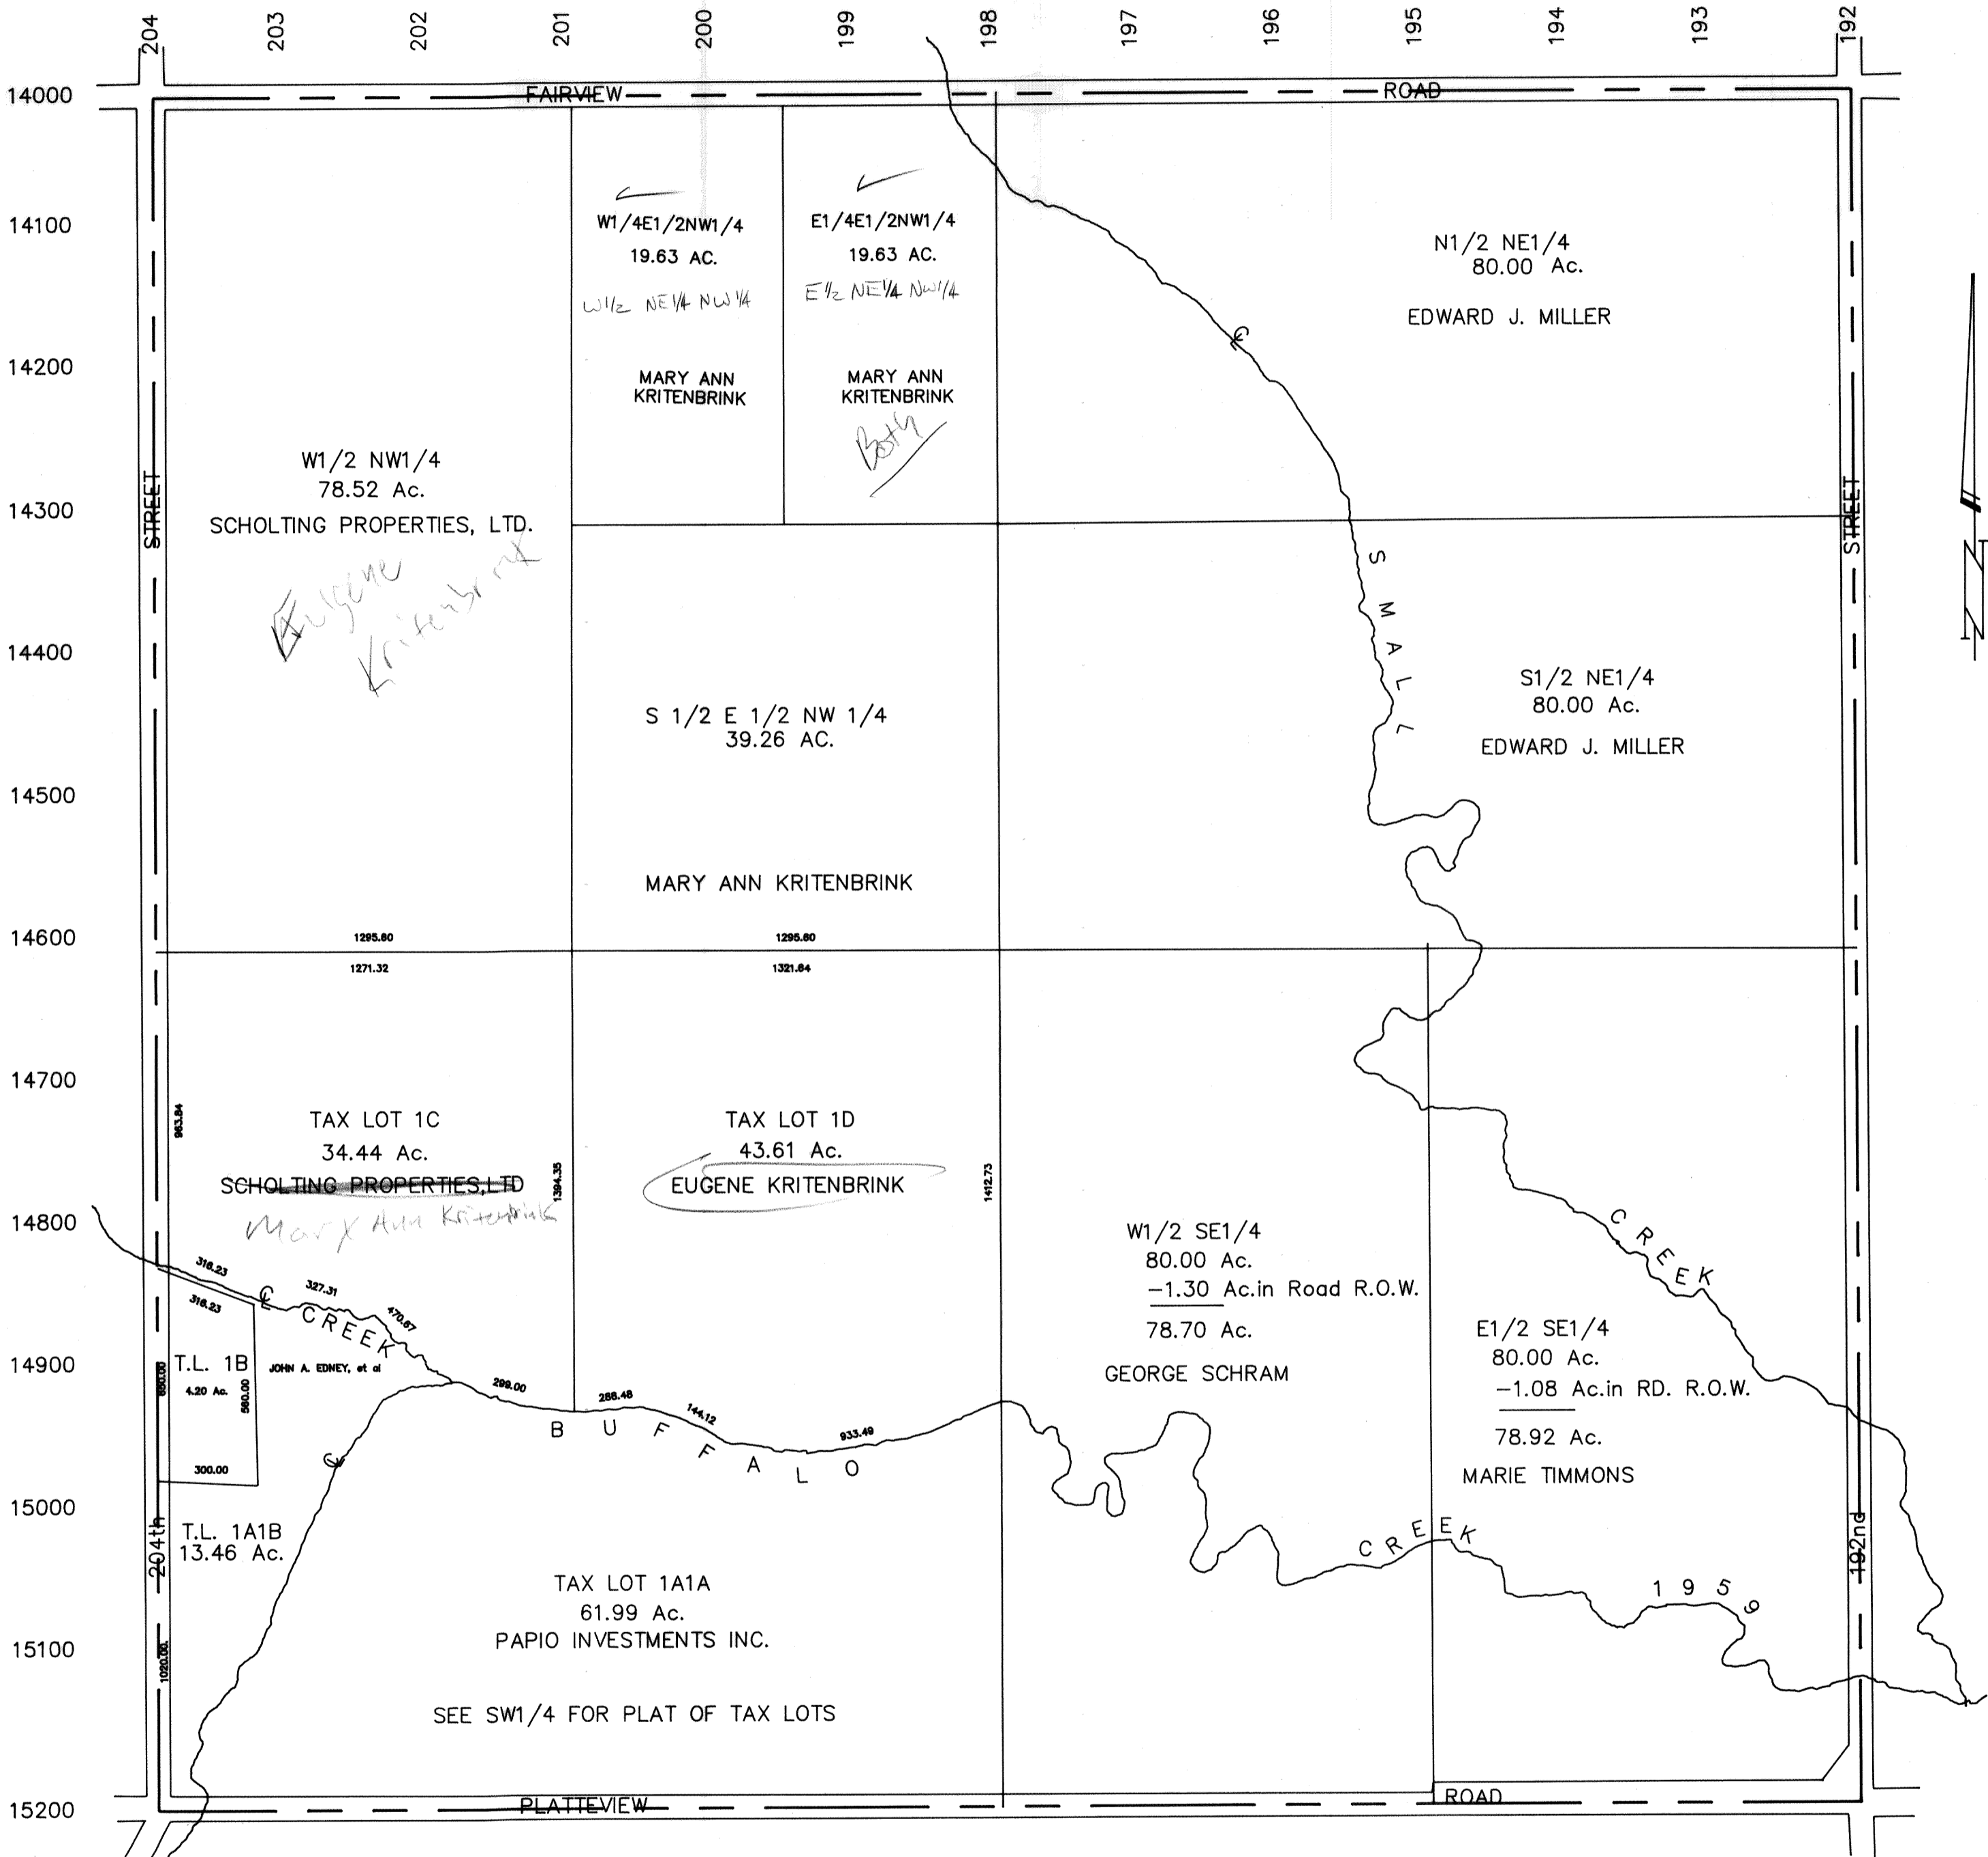 204 203 202 201 200 199 198 197 196 195 194 193 192
14000
FAIRVIEW
ROAD
14100
W1/4E1/2NW1/4
19.63 AC.
W1/2 NE1/4 NW1/4
MARY ANN
KRITENBRINK
E1/4E1/2NW1/4
19.63 AC.
E1/2 NE1/4 NW1/4
MARY ANN
KRITENBRINK
Both
N1/2 NE1/4
80.00 Ac.
EDWARD J. MILLER
14200
14300
STREET
W1/2 NW1/4
78.52 Ac.
SCHOLTING PROPERTIES, LTD.
Eugene
Kritenbrink
STREET
N
14400
S 1/2 E 1/2 NW 1/4
39.26 AC.
MARY ANN KRITENBRINK
SMALL
S1/2 NE1/4
80.00 Ac.
EDWARD J. MILLER
14500
14600
1295.60
1295.60
1271.32
1321.64
14700
963.84
TAX LOT 1C
34.44 Ac.
SCHOLTING PROPERTIES,LTD
Mary Ann Kritenbrink
1394.35
TAX LOT 1D
43.61 Ac.
EUGENE KRITENBRINK
1412.73
14800
W1/2 SE1/4
80.00 Ac.
-1.30 Ac.in Road R.O.W.
78.70 Ac.
GEORGE SCHRAM
CREEK
E1/2 SE1/4
80.00 Ac.
-1.08 Ac.in RD. R.O.W.
78.92 Ac.
MARIE TIMMONS
316.23
316.23
327.31
470.67
CREEK
14900
T.L. 1B
4.20 Ac.
JOHN A. EDNEY, et al
560.00
299.00
288.48
144.12
933.49
BUFFALO
300.00
15000
204th
T.L. 1A1B
13.46 Ac.
CREEK
1959
192nd
TAX LOT 1A1A
61.99 Ac.
PAPIO INVESTMENTS INC.
15100
1020.00
SEE SW1/4 FOR PLAT OF TAX LOTS
15200
PLATTEVIEW
ROAD